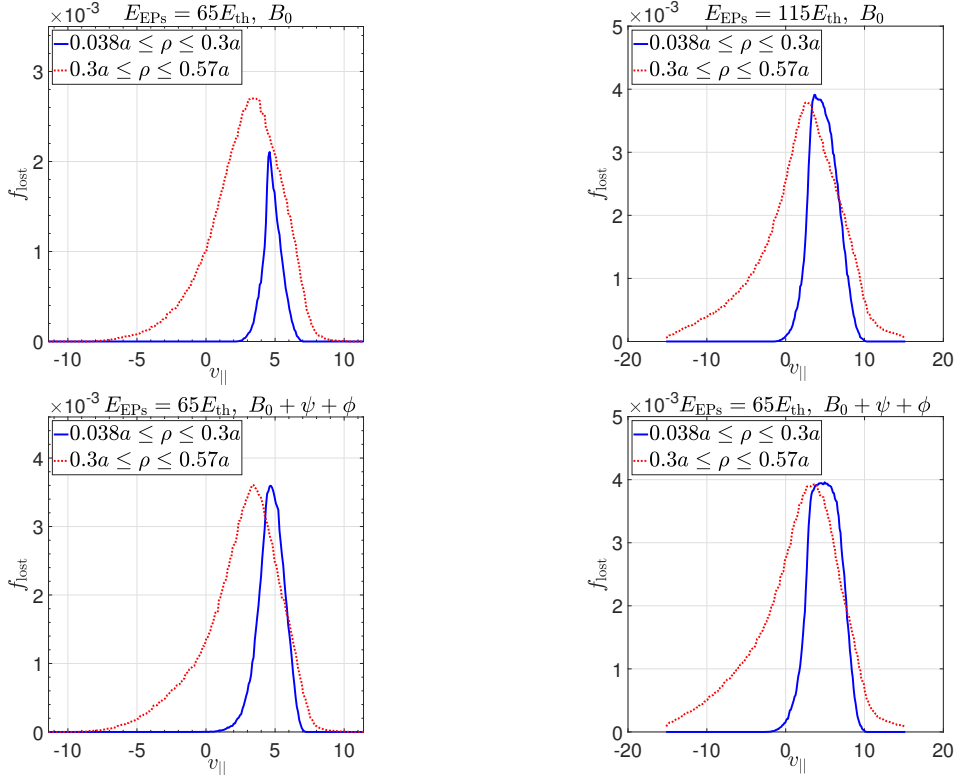 ×10⁻³ E_EPs = 65E_th, B_0
0.038a ≤ ρ ≤ 0.3a
0.3a ≤ ρ ≤ 0.57a
f_lost
3
2
1
0
-10 -5 0 5 10
v_||
×10⁻³ E_EPs = 115E_th, B_0
0.038a ≤ ρ ≤ 0.3a
0.3a ≤ ρ ≤ 0.57a
f_lost
5
4
3
2
1
0
-20 -10 0 10 20
v_||
×10⁻³ E_EPs = 65E_th, B_0 + ψ + ϕ
0.038a ≤ ρ ≤ 0.3a
0.3a ≤ ρ ≤ 0.57a
f_lost
4
3
2
1
0
-10 -5 0 5 10
v_||
×10⁻³ E_EPs = 65E_th, B_0 + ψ + ϕ
0.038a ≤ ρ ≤ 0.3a
0.3a ≤ ρ ≤ 0.57a
f_lost
5
4
3
2
1
0
-20 -10 0 10 20
v_||